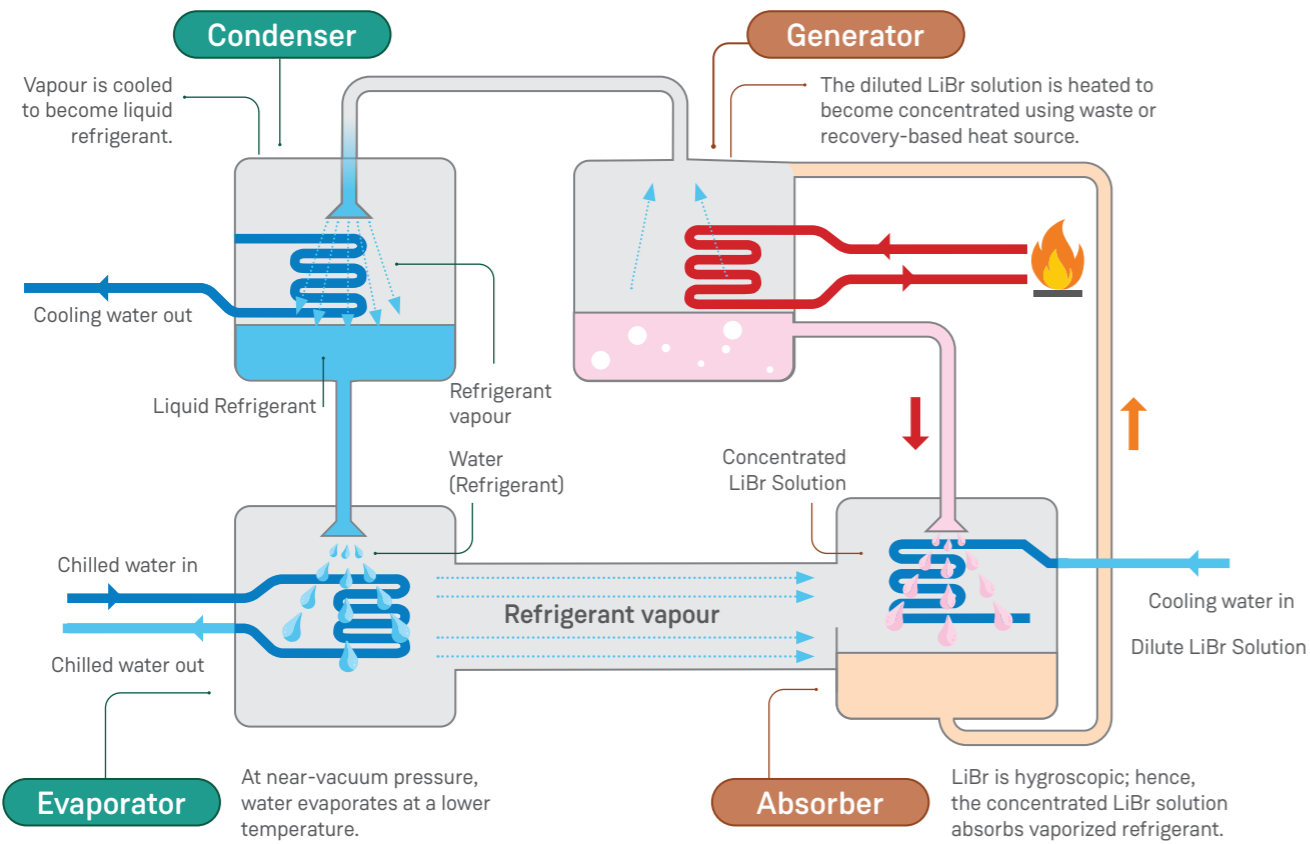 Condenser
Generator
Vapour is cooled
to become liquid
refrigerant.
The diluted LiBr solution is heated to
become concentrated using waste or
recovery-based heat source.
Cooling water out
Liquid Refrigerant
Refrigerant
vapour
Water
(Refrigerant)
Concentrated
LiBr Solution
Chilled water in
Refrigerant vapour
Cooling water in
Dilute LiBr Solution
Chilled water out
Evaporator
At near-vacuum pressure,
water evaporates at a lower
temperature.
Absorber
LiBr is hygroscopic; hence,
the concentrated LiBr solution
absorbs vaporized refrigerant.